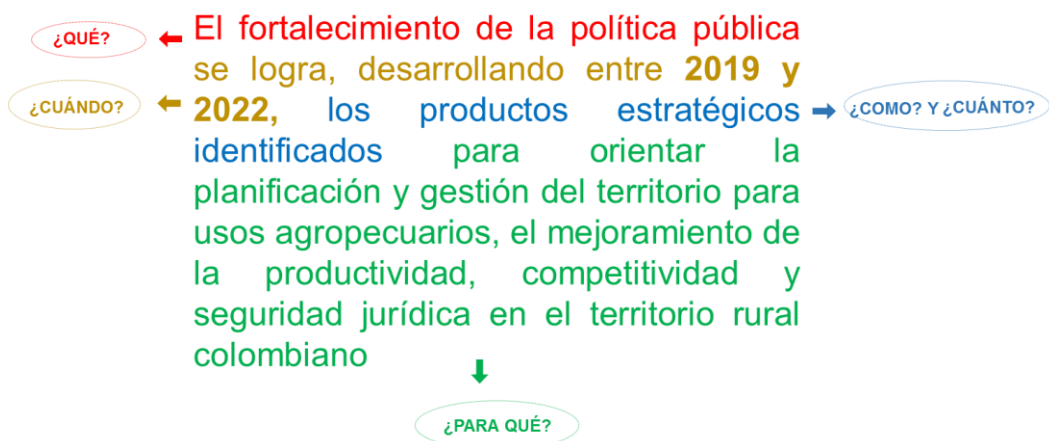 ¿QUÉ?
El fortalecimiento de la política pública
se logra, desarrollando entre 2019 y
¿CUÁNDO?
2022, los productos estratégicos
¿COMO? Y ¿CUÁNTO?
identificados para orientar la
planificación y gestión del territorio para
usos agropecuarios, el mejoramiento de
la productividad, competitividad y
seguridad jurídica en el territorio rural
colombiano
¿PARA QUÉ?